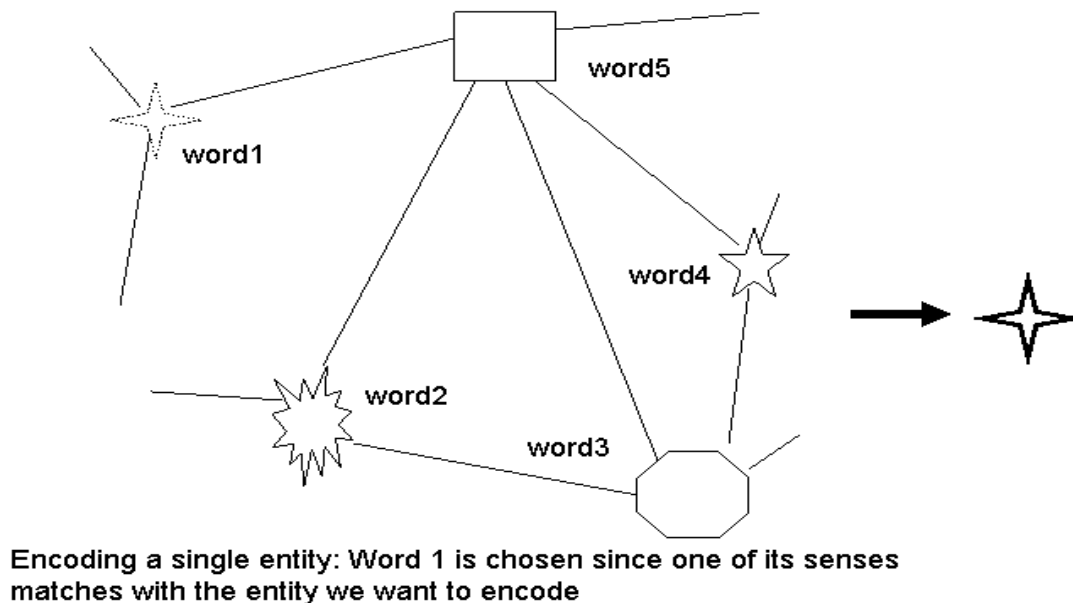 word5
word1
word4
word2
word3
Encoding a single entity: Word 1 is chosen since one of its senses
matches with the entity we want to encode